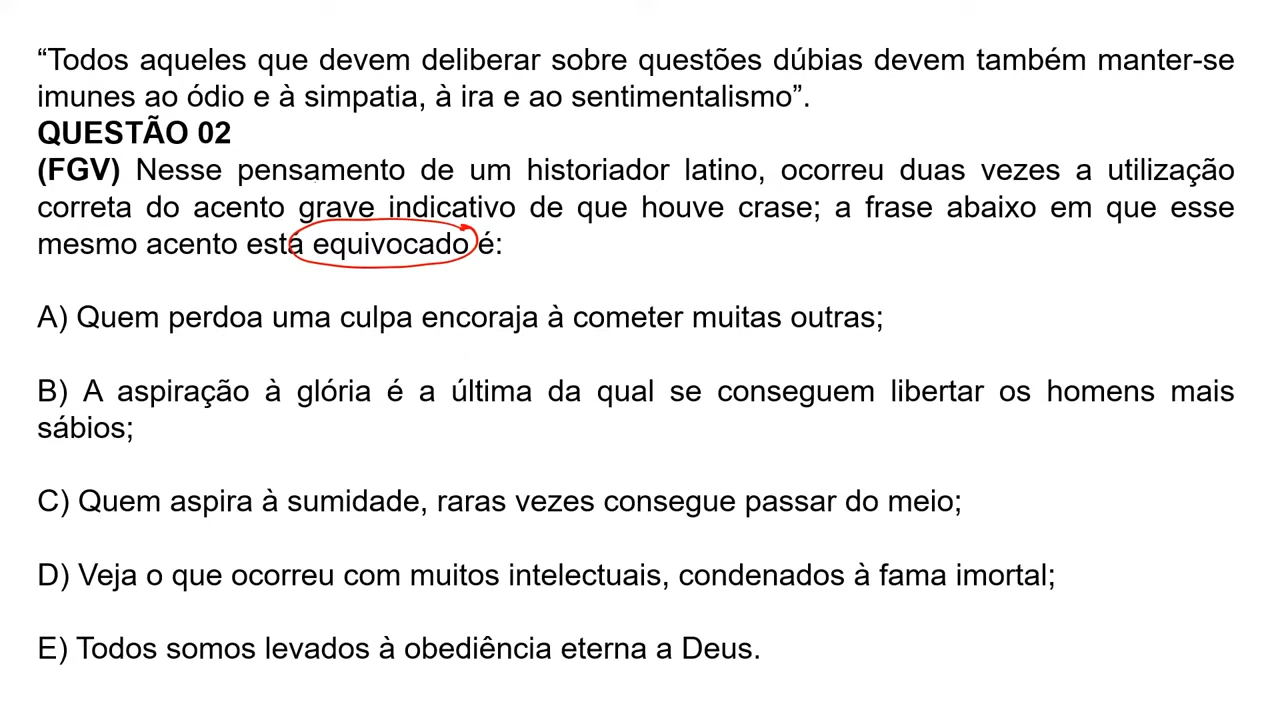 “Todos aqueles que devem deliberar sobre questões dúbias devem também manter-se
imunes ao ódio e à simpatia, à ira e ao sentimentalismo”.
QUESTÃO 02
(FGV) Nesse pensamento de um historiador latino, ocorreu duas vezes a utilização
correta do acento grave indicativo de que houve crase; a frase abaixo em que esse
mesmo acento está equivocado é:
A) Quem perdoa uma culpa encoraja à cometer muitas outras;
B) A aspiração à glória é a última da qual se conseguem libertar os homens mais
sábios;
C) Quem aspira à sumidade, raras vezes consegue passar do meio;
D) Veja o que ocorreu com muitos intelectuais, condenados à fama imortal;
E) Todos somos levados à obediência eterna a Deus.